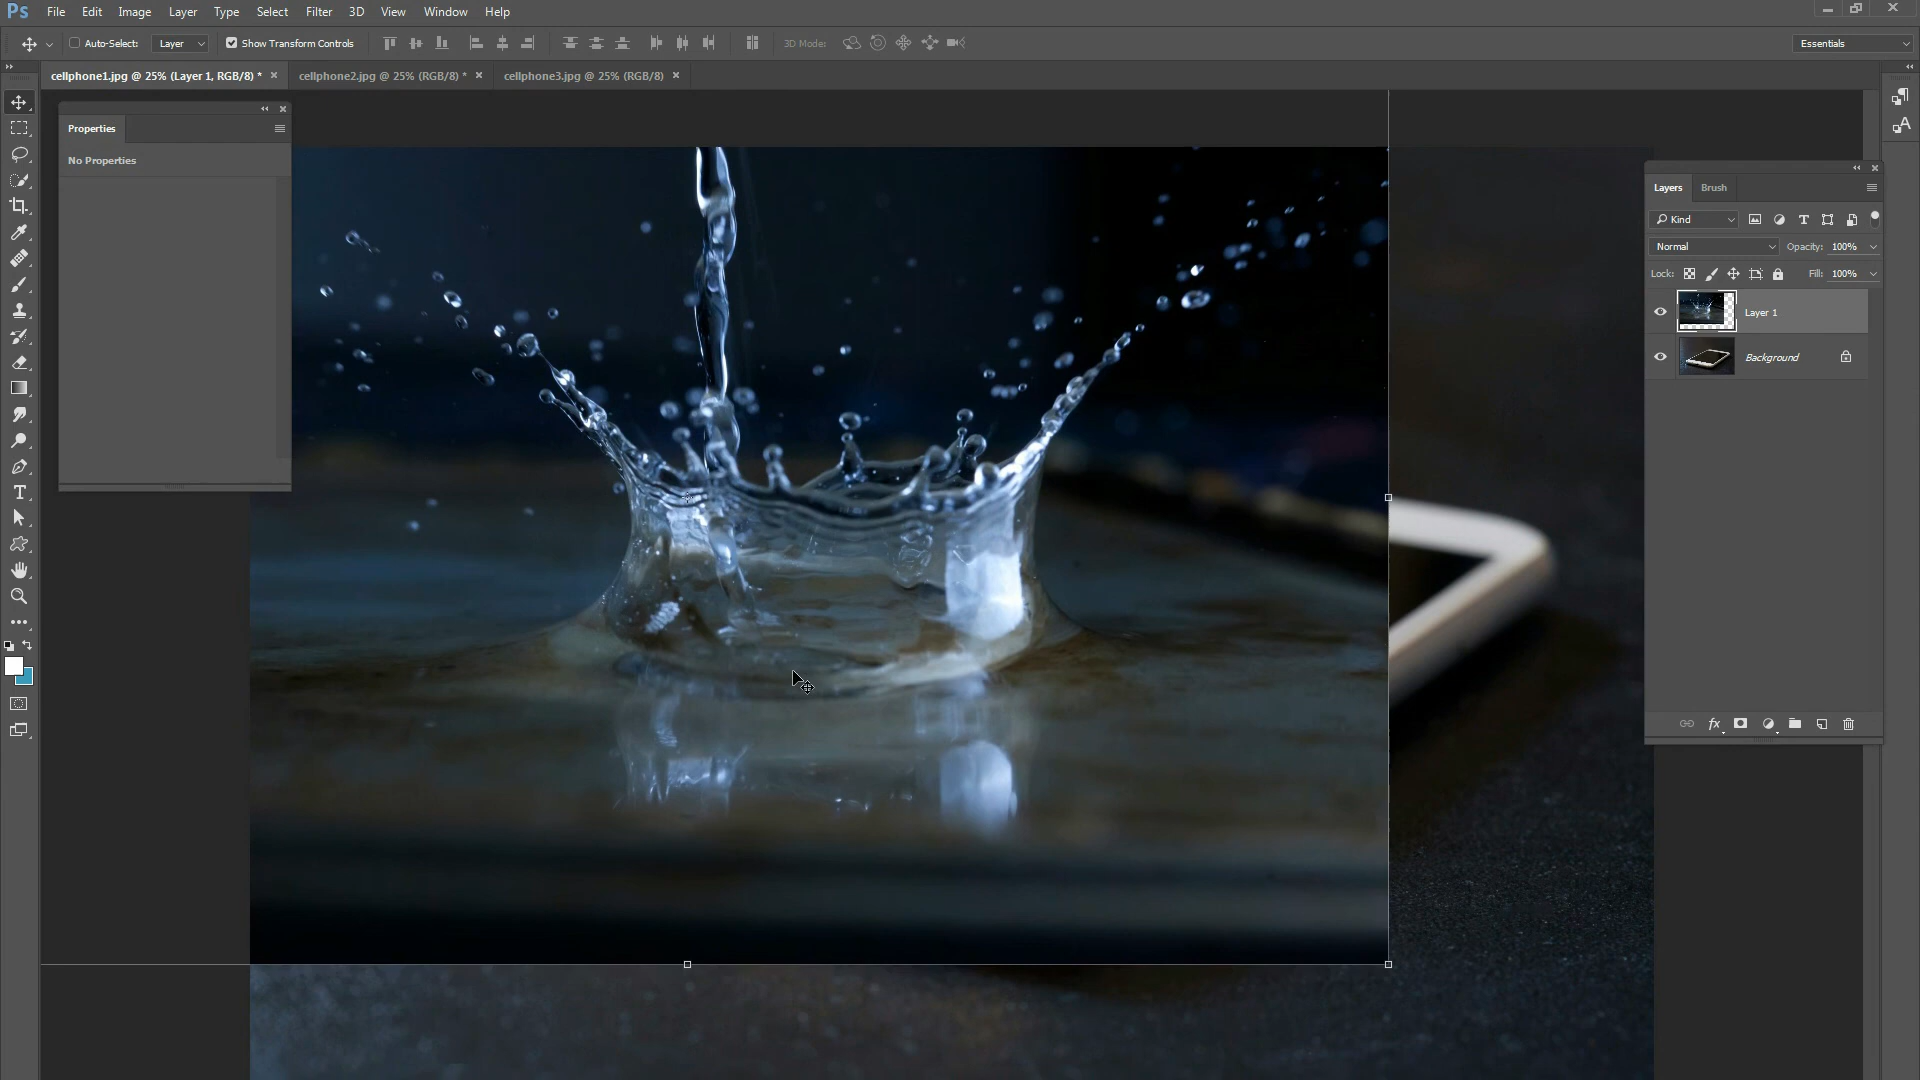 Ps File Edit Image Layer Type Select Filter 3D View Window Help
Auto-Select: Layer Show Transform Controls 3D Mode: Essentials
cellphone1.jpg @ 25% (Layer 1, RGB/8) * cellphone2.jpg @ 25% (RGB/8) * cellphone3.jpg @ 25% (RGB/8)
Properties
No Properties
Layers Brush
Kind
Normal Opacity: 100%
Lock: Fill: 100%
Layer 1
Background
fx